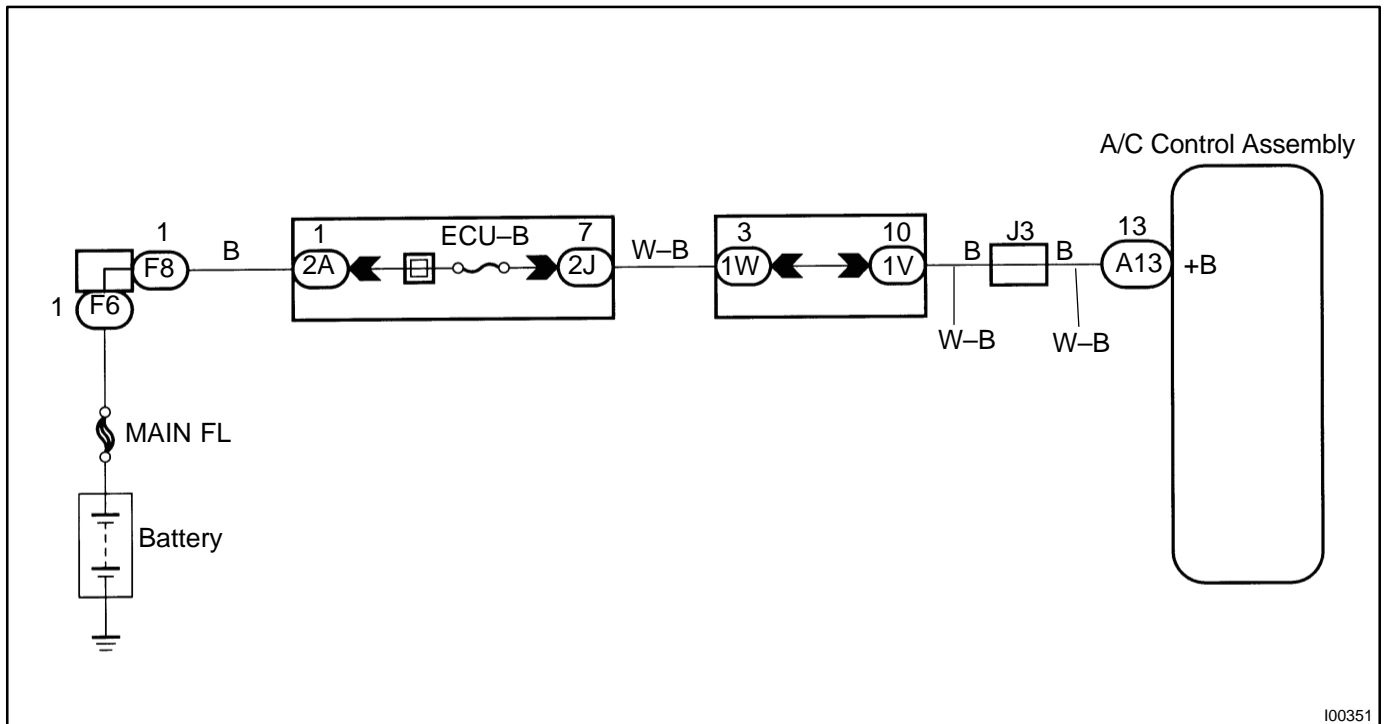 A/C Control Assembly
1
F8
B
1
2A
ECU–B
7
2J
W–B
3
1W
10
1V
B
J3
B
13
A13
+B
1
F6
W–B
W–B
MAIN FL
Battery
I00351